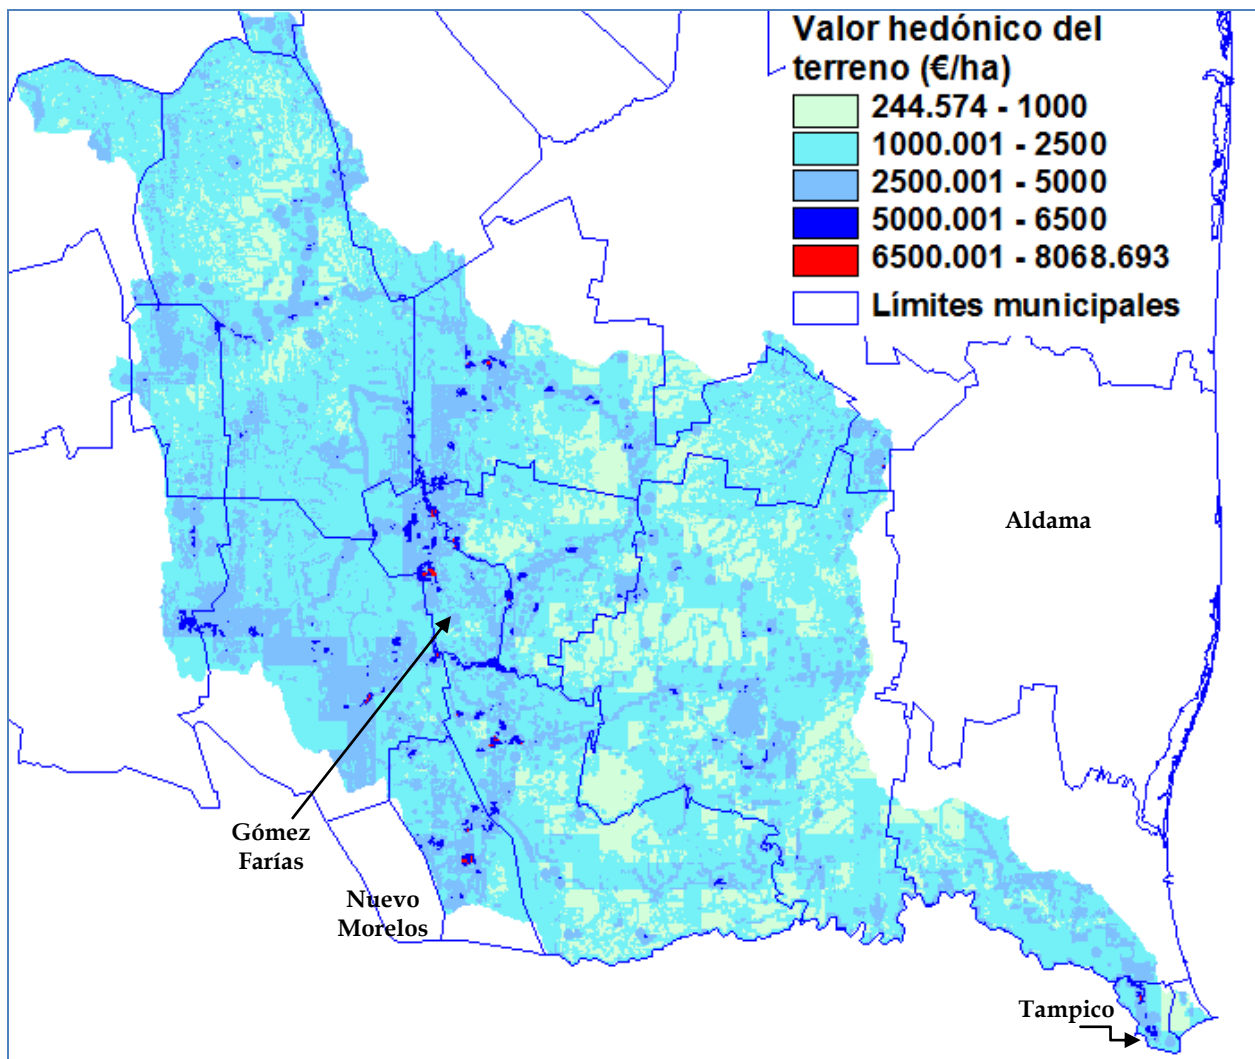 Valor hedónico del
terreno (€/ha)
244.574 - 1000
1000.001 - 2500
2500.001 - 5000
5000.001 - 6500
6500.001 - 8068.693
Límites municipales
Aldama
Gómez
Farías
Nuevo
Morelos
Tampico